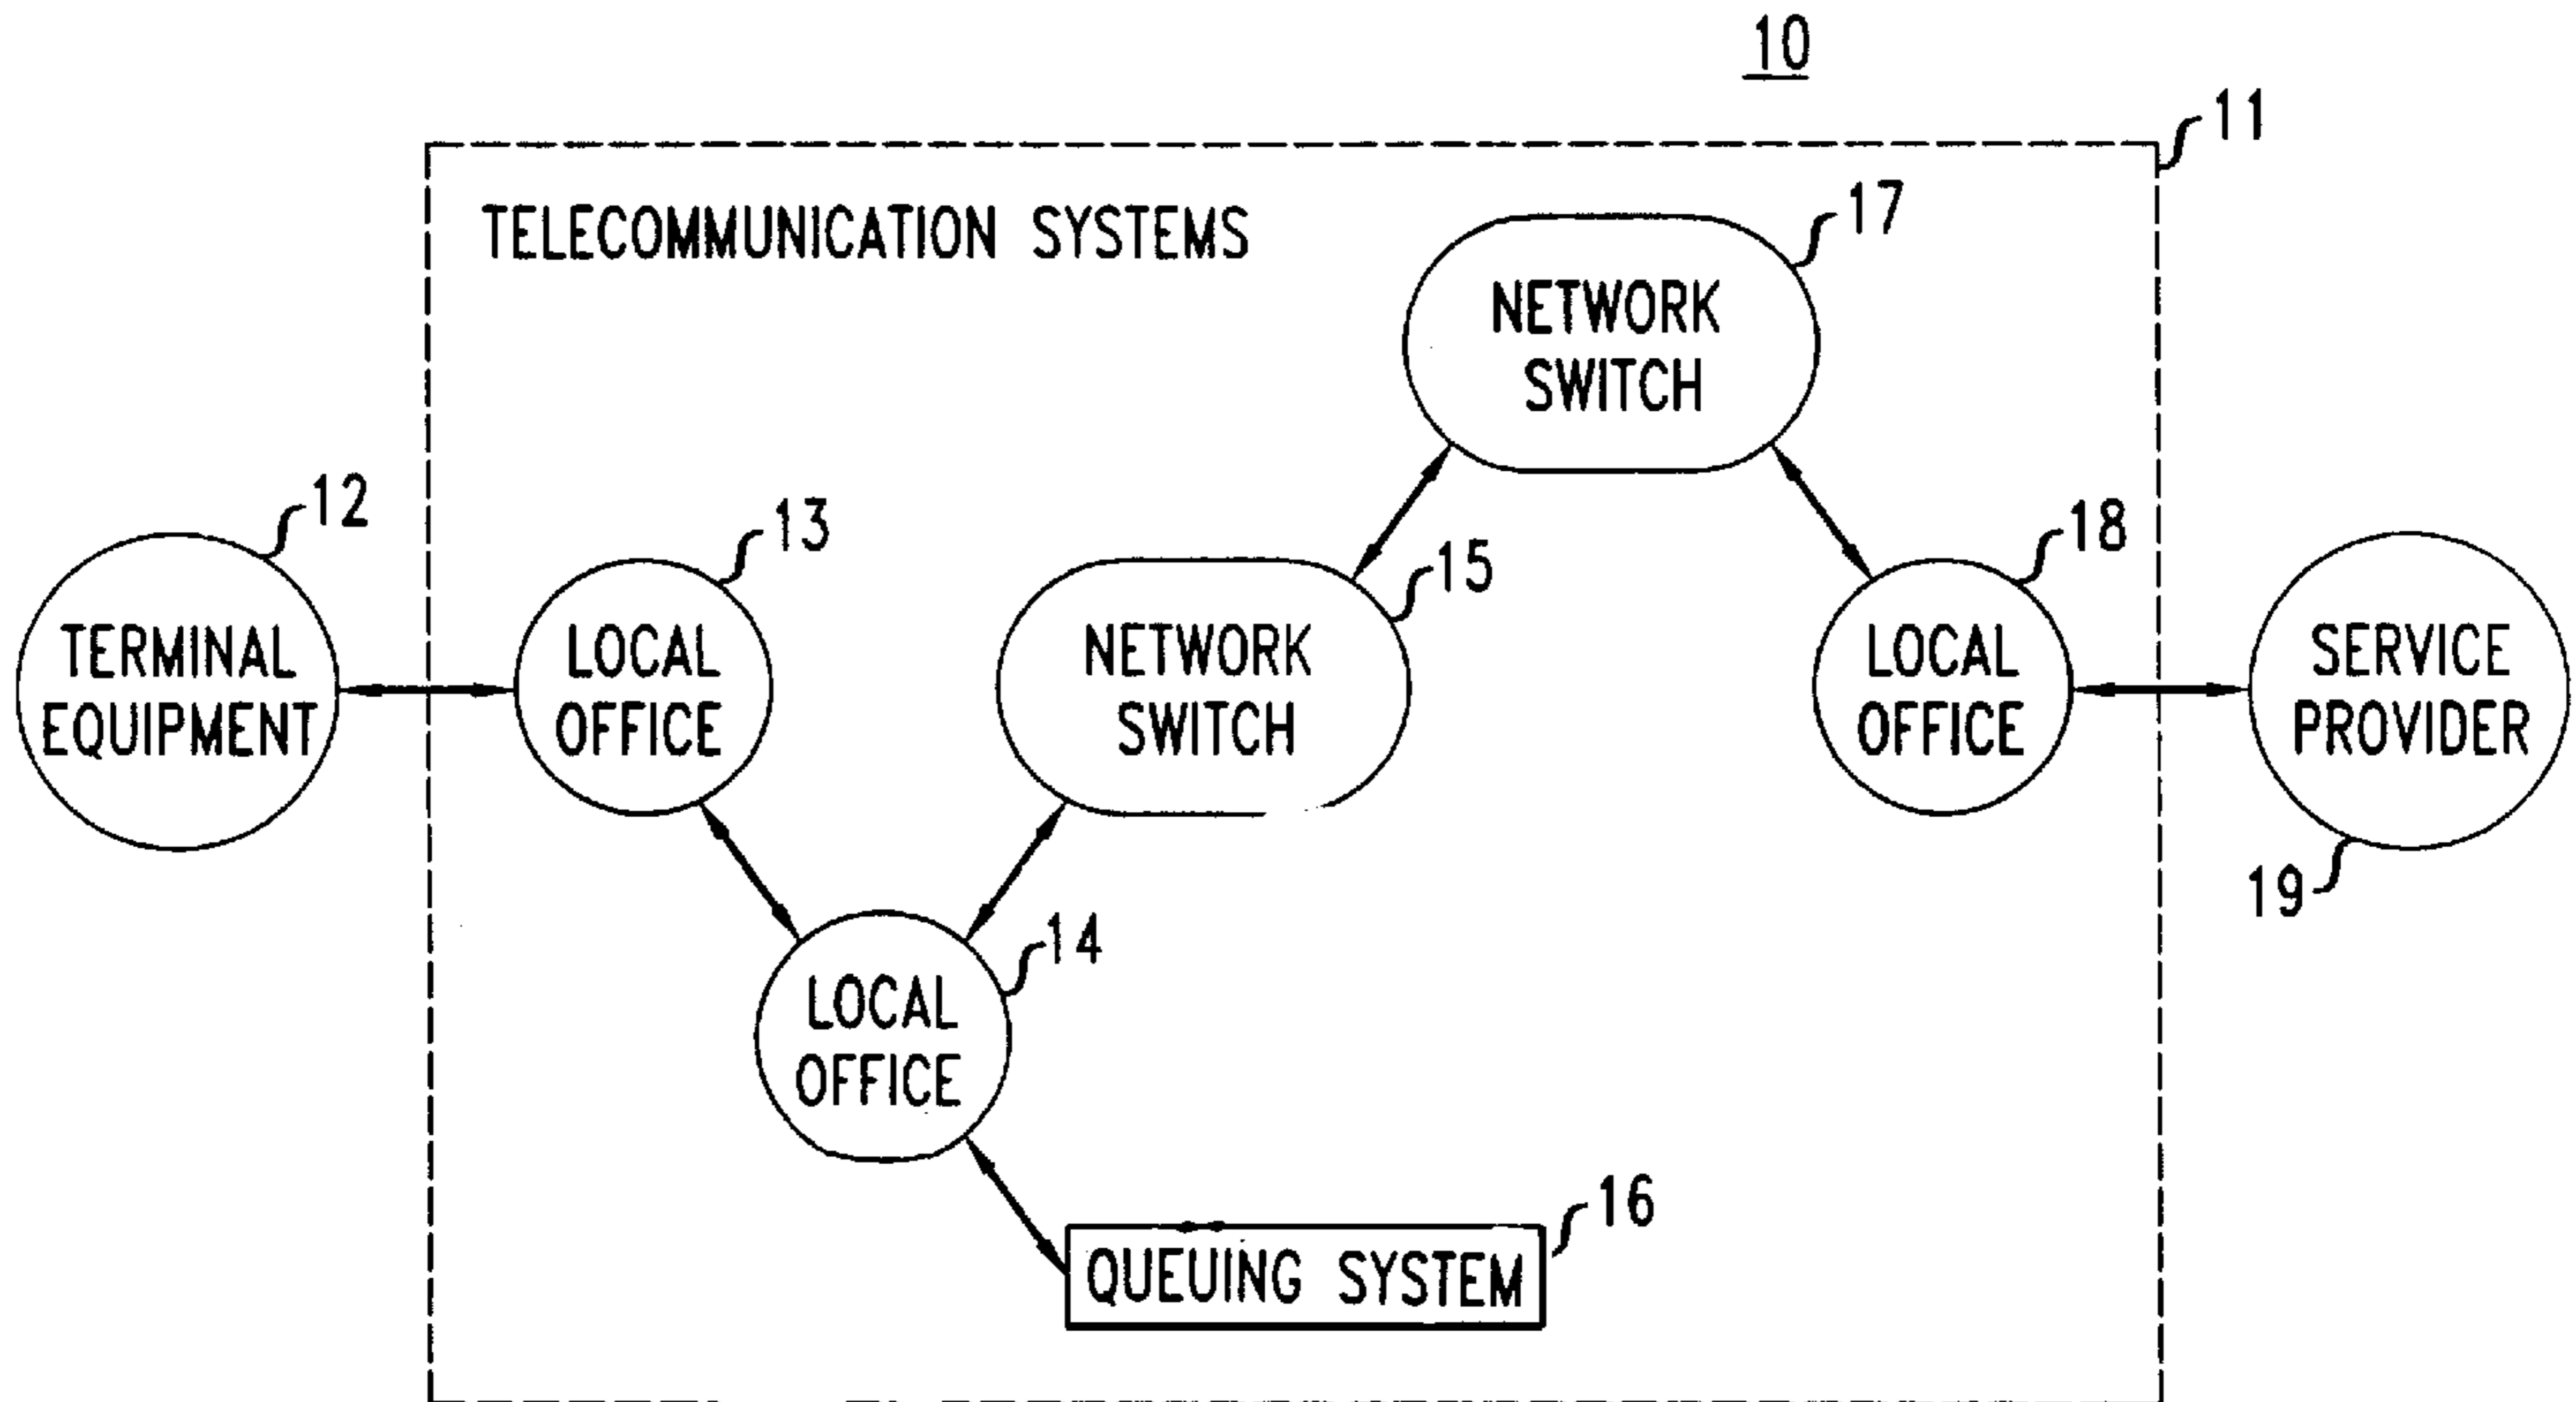 10
11
TELECOMMUNICATION SYSTEMS
17
NETWORK
SWITCH
12
TERMINAL
EQUIPMENT
13
LOCAL
OFFICE
15
NETWORK
SWITCH
18
LOCAL
OFFICE
SERVICE
PROVIDER
19
14
LOCAL
OFFICE
16
QUEUING SYSTEM